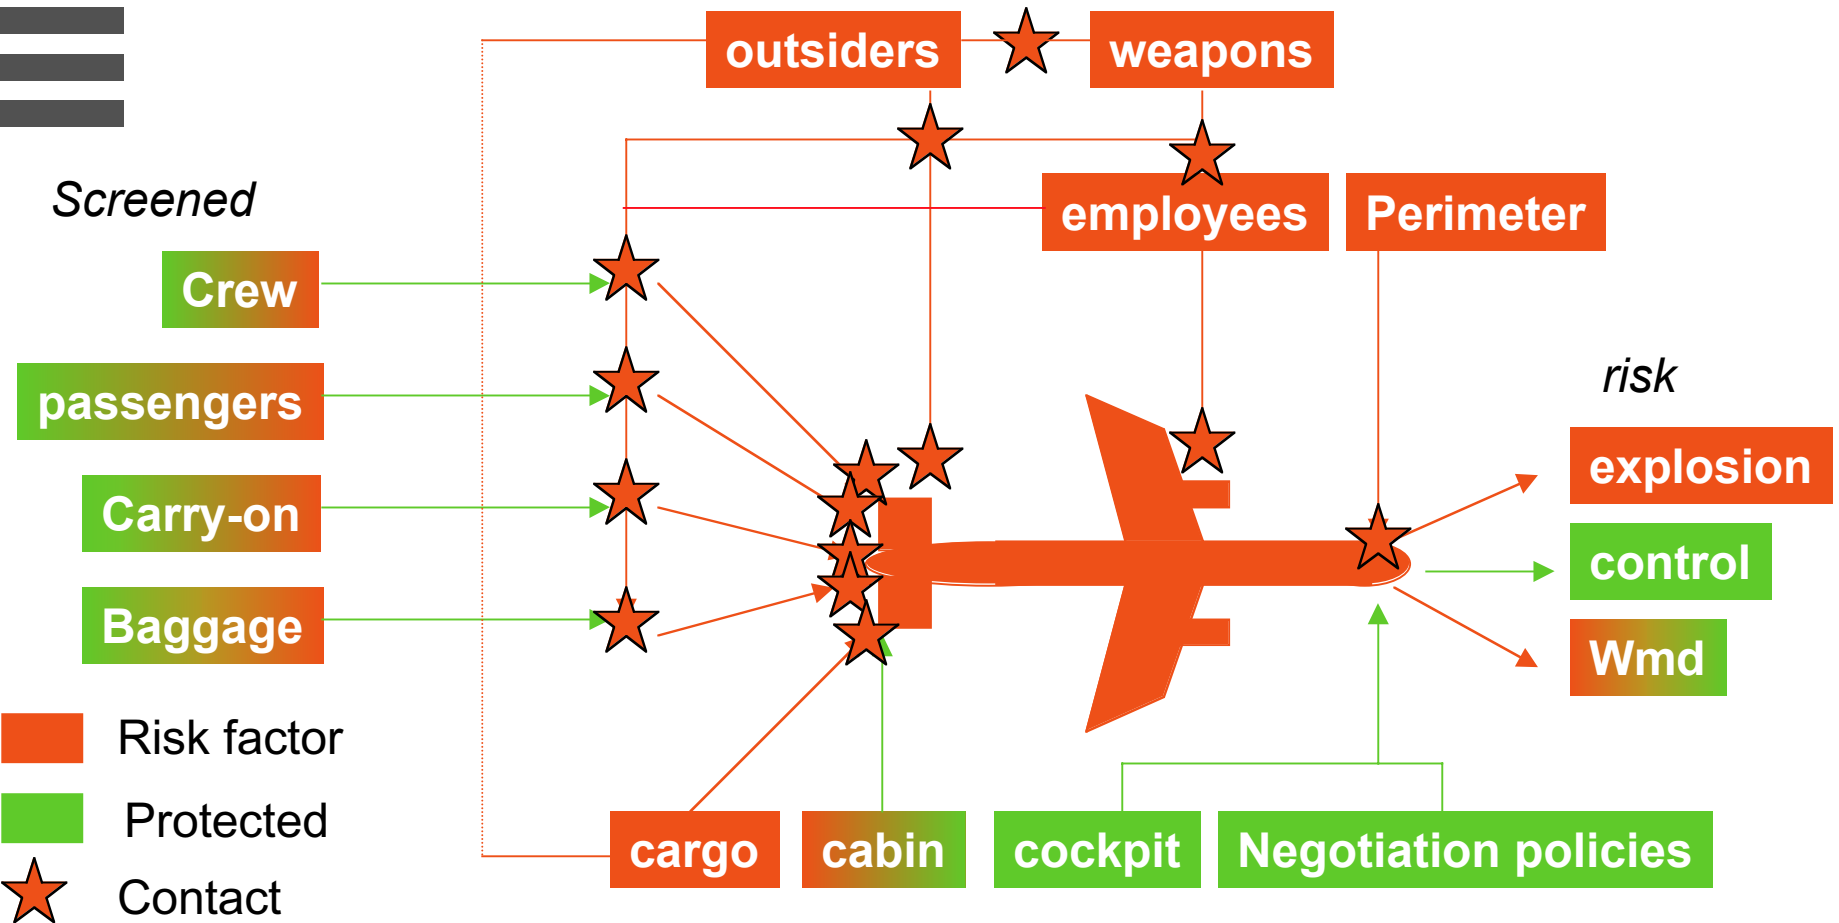 outsiders
weapons
Screened
employees
Perimeter
Crew
passengers
risk
Carry-on
explosion
control
Baggage
Wmd
Risk factor
Protected
cargo
cabin
cockpit
Negotiation policies
Contact